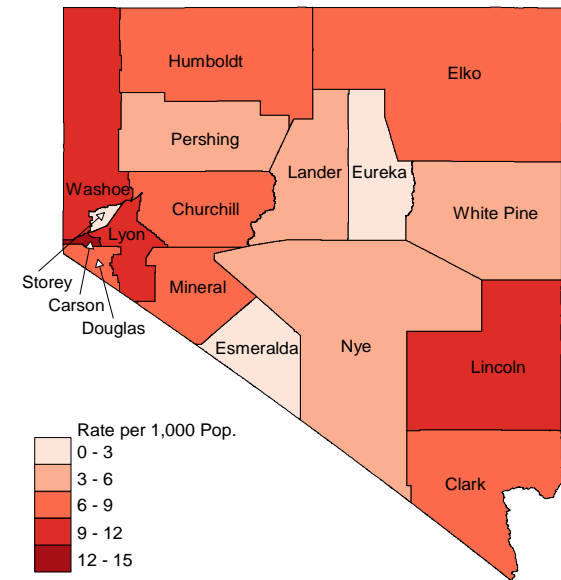 Humboldt
Elko
Pershing
Lander
Eureka
Washoe
Churchill
White Pine
Lyon
Storey
Carson
Douglas
Mineral
Esmeralda
Nye
Lincoln
Clark
Rate per 1,000 Pop.
0 - 3
3 - 6
6 - 9
9 - 12
12 - 15